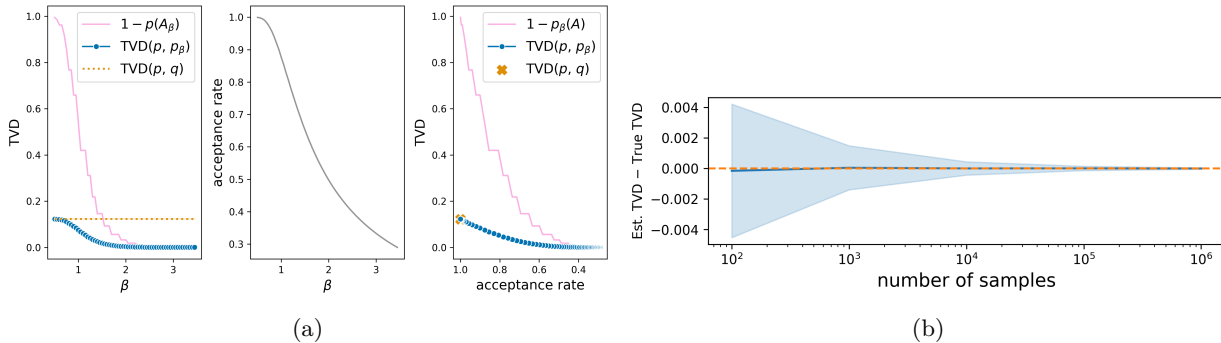 1.0
0.8
0.6
0.4
0.2
0.0
TVD
1 − p(A_β)
TVD(p, p_β)
TVD(p, q)
1 2 3
β
1.0
0.9
0.8
0.7
0.6
0.5
0.4
0.3
acceptance rate
1 2 3
β
1.0
0.8
0.6
0.4
0.2
0.0
TVD
1 − p_β(A)
TVD(p, p_β)
TVD(p, q)
1.0 0.8 0.6 0.4
acceptance rate
(a)
0.004
0.002
0.000
−0.002
−0.004
Est. TVD − True TVD
10² 10³ 10⁴ 10⁵ 10⁶
number of samples
(b)